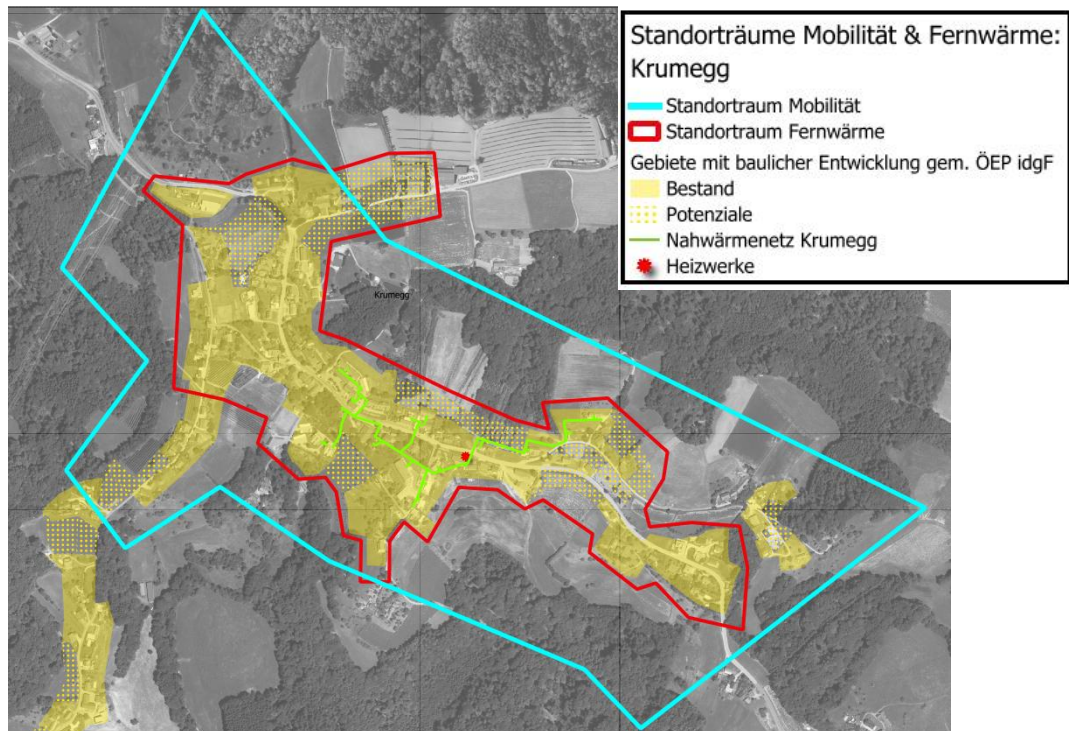 Standorträume Mobilität & Fernwärme:
Krumegg
Standortraum Mobilität
Standortraum Fernwärme
Gebiete mit baulicher Entwicklung gem. ÖEP idgF
Bestand
Potenziale
Nahwärmenetz Krumegg
Heizwerke
Krumegg